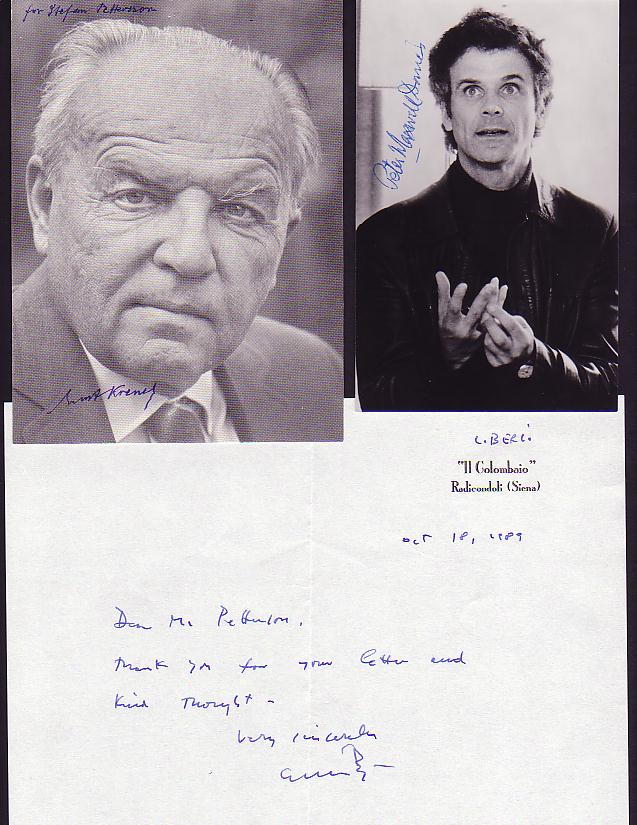 for Stefan Pettersson
Ernst Krenek
Peter Maxwell Davies
L. BERIO
"Il Colombaio"
Radicondoli (Siena)
Oct 18, 1989
Dear Mr Petterson,
thank you for your letter and
kind thought -
Very sincerely